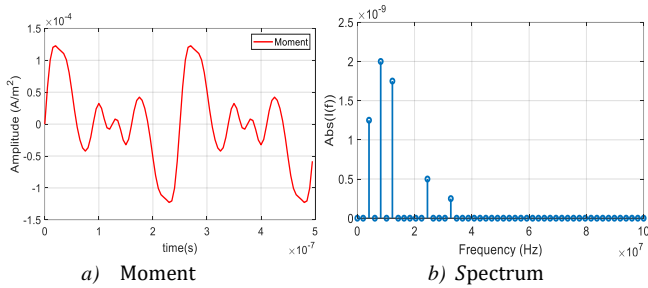 ×10⁻⁴
1.5
1
0.5
0
-0.5
-1
-1.5
Amplitude (A/m²)
Moment
0 1 2 3 4 5
time(s)
×10⁻⁷
a) Moment
×10⁻⁹
2.5
2
1.5
1
0.5
0
Abs(I(f))
0 2 4 6 8 10
Frequency (Hz)
×10⁷
b) Spectrum